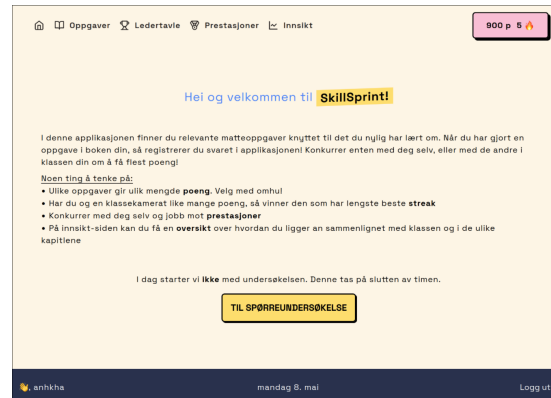 Oppgaver Ledertavle Prestasjoner Innsikt 900 p 5 🔥
Hei og velkommen til SkillSprint!
I denne applikasjonen finner du relevante matteoppgaver knyttet til det du nylig har lært om. Når du har gjort en
oppgave i boken din, så registrerer du svaret i applikasjonen! Konkurrer enten med deg selv, eller med de andre i
klassen din om å få flest poeng!
Noen ting å tenke på:
• Ulike oppgaver gir ulik mengde poeng. Velg med omhu!
• Har du og en klassekamerat like mange poeng, så vinner den som har lengste beste streak
• Konkurrer med deg selv og jobb mot prestasjoner
• På innsikt-siden kan du få en oversikt over hvordan du ligger an sammenlignet med klassen og i de ulike
kapitlene
I dag starter vi ikke med undersøkelsen. Denne tas på slutten av timen.
TIL SPØRREUNDERSØKELSE
👋, anhkha mandag 8. mai Logg ut